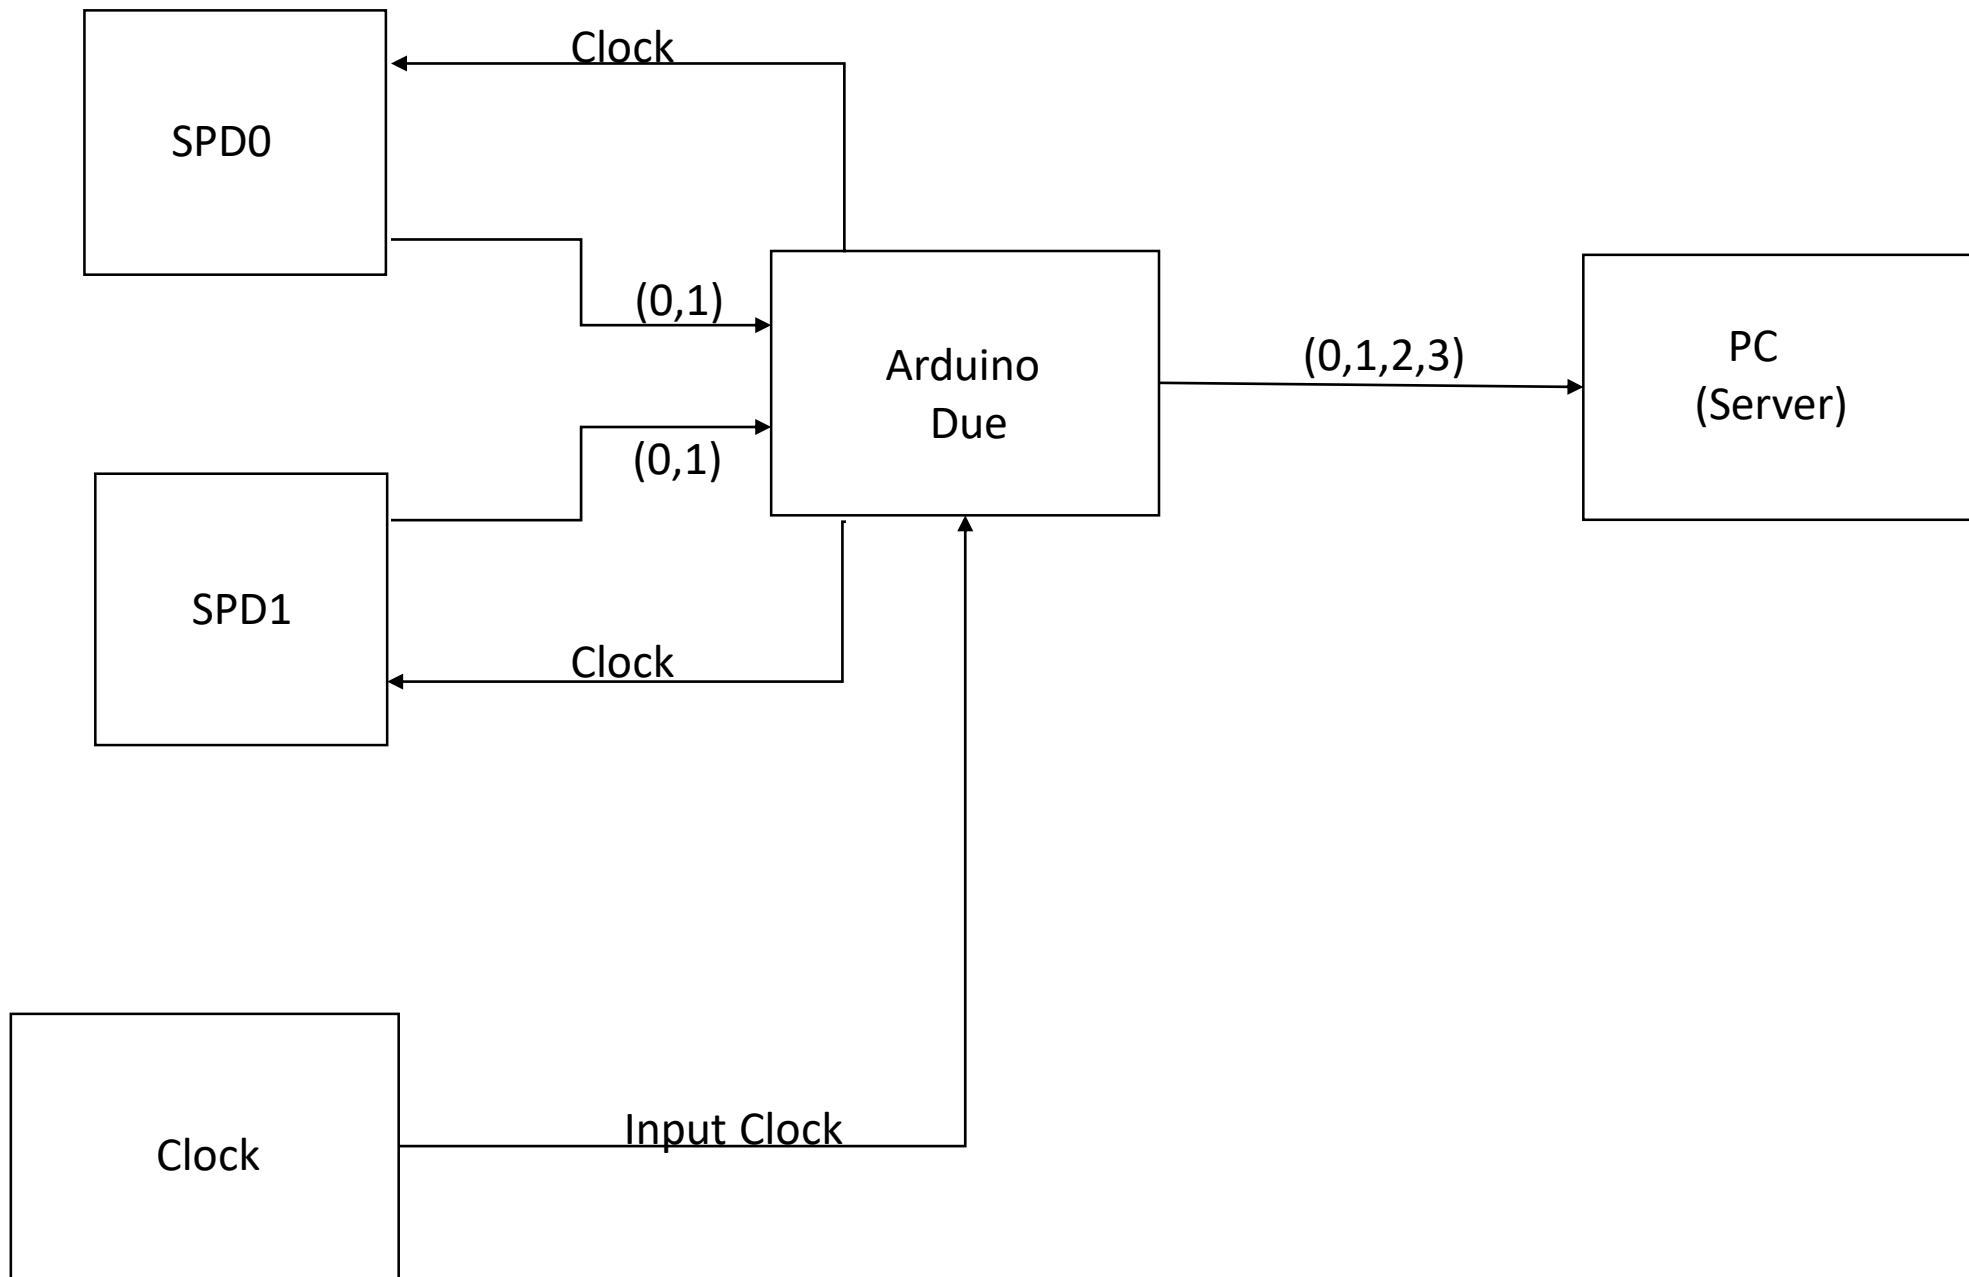 Clock
SPD0
(0,1)
Arduino
Due
(0,1,2,3)
PC
(Server)
(0,1)
SPD1
Clock
Input Clock
Clock